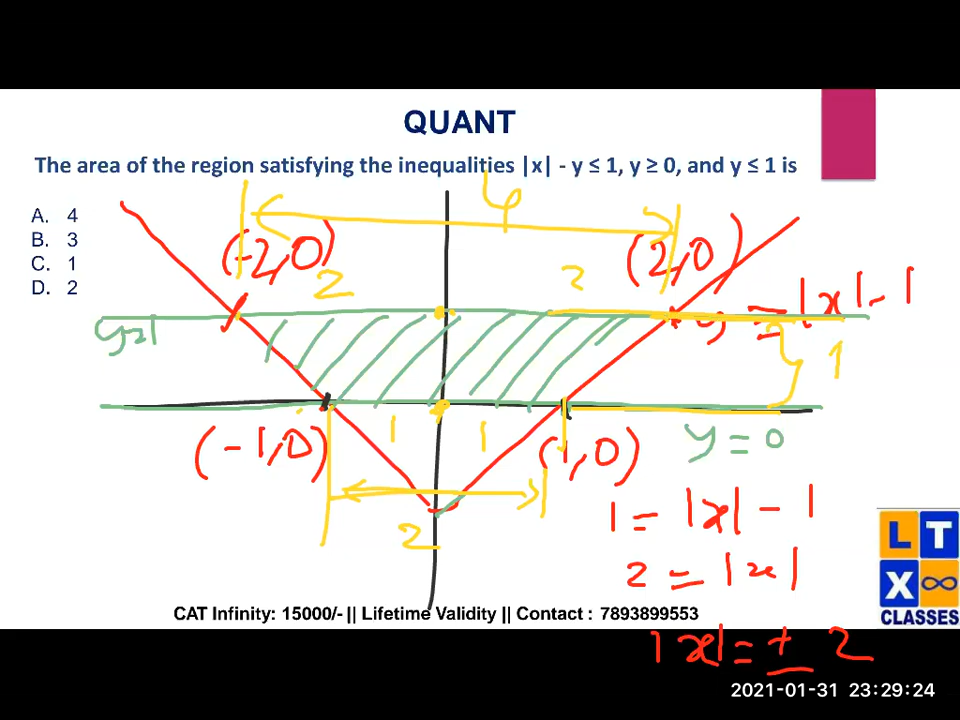 QUANT
The area of the region satisfying the inequalities |x| - y ≤ 1, y ≥ 0, and y ≤ 1 is
A. 4
B. 3
C. 1
D. 2
4
(-2,0)
(2,0)
2
2
y=1
y = |x| - 1
1
1
1
(-1,0)
(1,0)
y = 0
2
1 = |x| - 1
2 = |x|
|x| = ± 2
LT
X∞
CLASSES
CAT Infinity: 15000/- || Lifetime Validity || Contact : 7893899553
2021-01-31 23:29:24